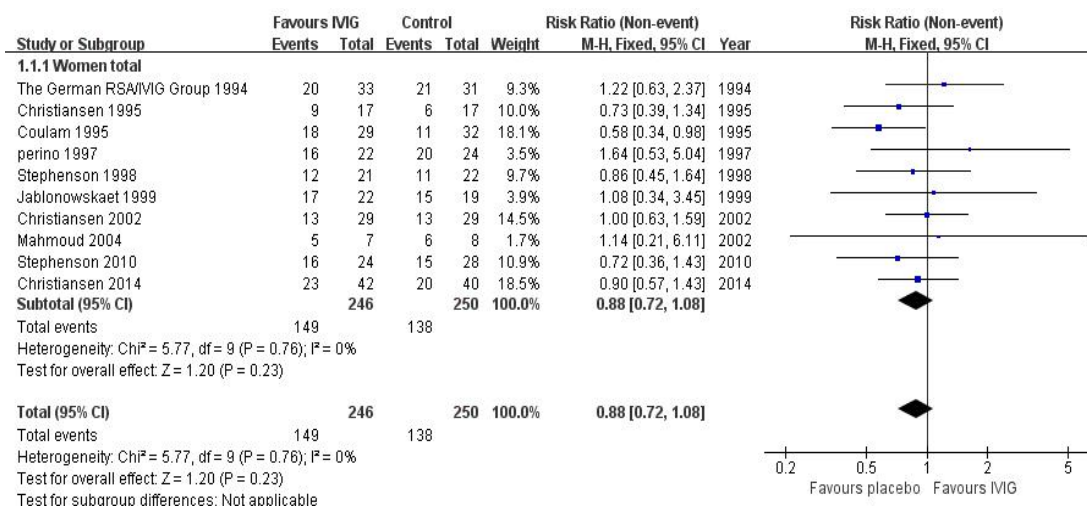 Favours IVIG Control Risk Ratio (Non-event) Risk Ratio (Non-event)
Study or Subgroup Events Total Events Total Weight M-H, Fixed, 95% CI Year M-H, Fixed, 95% CI
1.1.1 Women total
The German RSA/IVIG Group 1994 20 33 21 31 9.3% 1.22 [0.63, 2.37] 1994
Christiansen 1995 9 17 6 17 10.0% 0.73 [0.39, 1.34] 1995
Coulam 1995 18 29 11 32 18.1% 0.58 [0.34, 0.98] 1995
perino 1997 16 22 20 24 3.5% 1.64 [0.53, 5.04] 1997
Stephenson 1998 12 21 11 22 9.7% 0.86 [0.45, 1.64] 1998
Jablonowskaet 1999 17 22 15 19 3.9% 1.08 [0.34, 3.45] 1999
Christiansen 2002 13 29 13 29 14.5% 1.00 [0.63, 1.59] 2002
Mahmoud 2004 5 7 6 8 1.7% 1.14 [0.21, 6.11] 2002
Stephenson 2010 16 24 15 28 10.9% 0.72 [0.36, 1.43] 2010
Christiansen 2014 23 42 20 40 18.5% 0.90 [0.57, 1.43] 2014
Subtotal (95% CI) 246 250 100.0% 0.88 [0.72, 1.08]
Total events 149 138
Heterogeneity: Chi² = 5.77, df = 9 (P = 0.76); I² = 0%
Test for overall effect: Z = 1.20 (P = 0.23)
Total (95% CI) 246 250 100.0% 0.88 [0.72, 1.08]
Total events 149 138
Heterogeneity: Chi² = 5.77, df = 9 (P = 0.76); I² = 0%
Test for overall effect: Z = 1.20 (P = 0.23)
Test for subgroup differences: Not applicable
0.2 0.5 1 2 5
Favours placebo Favours IVIG